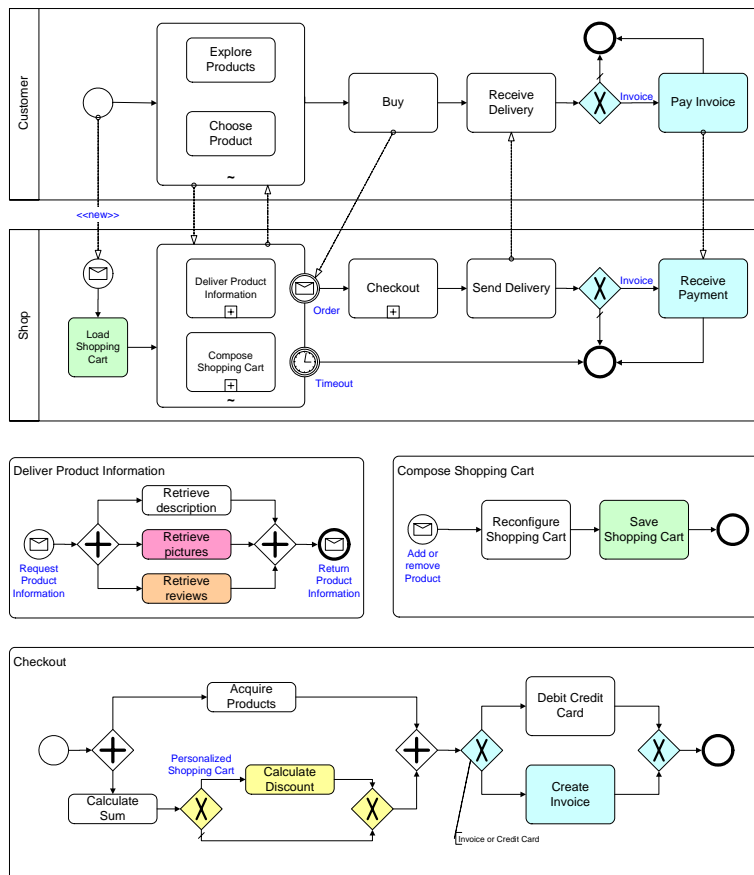 Customer
Explore
Products
Choose
Product
~
Buy
Receive
Delivery
Invoice
Pay Invoice
<<new>>
Shop
Load
Shopping
Cart
Deliver Product
Information
Compose
Shopping Cart
~
Order
Timeout
Checkout
Send Delivery
Invoice
Receive
Payment
Deliver Product Information
Request
Product
Information
Retrieve
description
Retrieve
pictures
Retrieve
reviews
Return
Product
Information
Compose Shopping Cart
Add or
remove
Product
Reconfigure
Shopping Cart
Save
Shopping Cart
Checkout
Acquire
Products
Calculate
Sum
Personalized
Shopping Cart
Calculate
Discount
Invoice or Credit Card
Debit Credit
Card
Create
Invoice